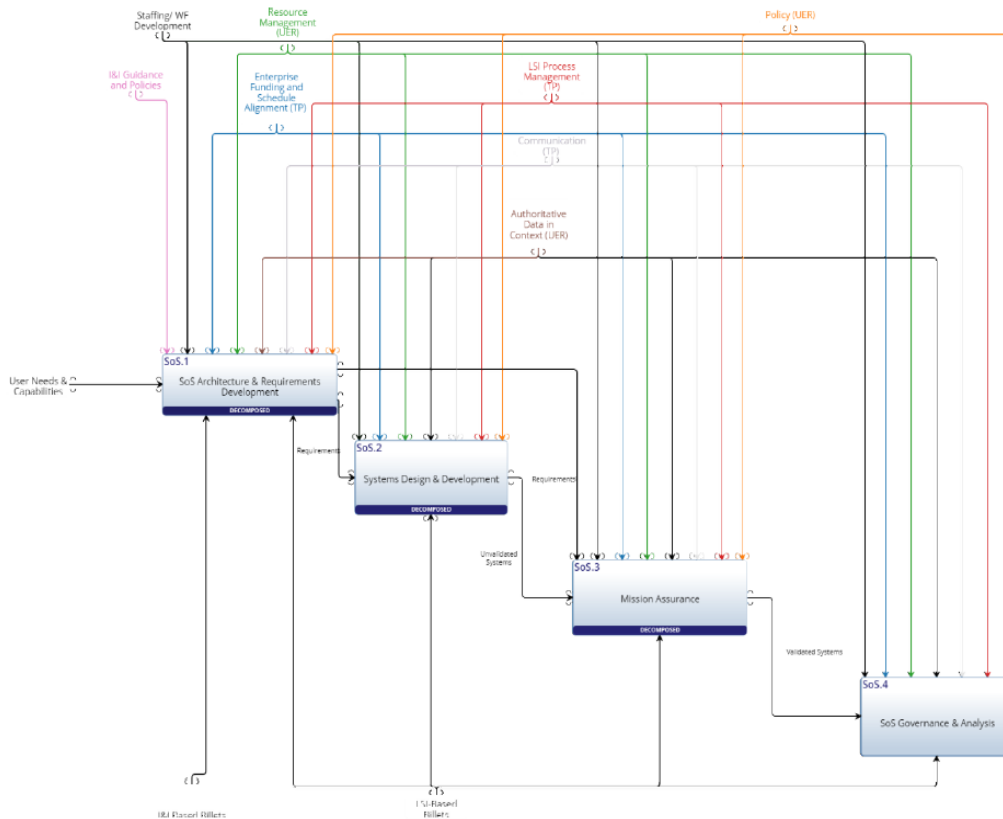 Staffing/ WF
Development
Resource
Management
(UER)
Policy (UER)
I&I Guidance
and Policies
Enterprise
Funding and
Schedule
Alignment (TP)
LSI Process
Management
(TP)
Communication
(TP)
Authoritative
Data in
Context (UER)
User Needs &
Capabilities
SoS.1
SoS Architecture & Requirements
Development
DECOMPOSED
Requirements
SoS.2
Systems Design & Development
DECOMPOSED
Requirements
Unvalidated
Systems
SoS.3
Mission Assurance
DECOMPOSED
Validated Systems
SoS.4
SoS Governance & Analysis
I&I Based Billets
LSI-Based
Billets